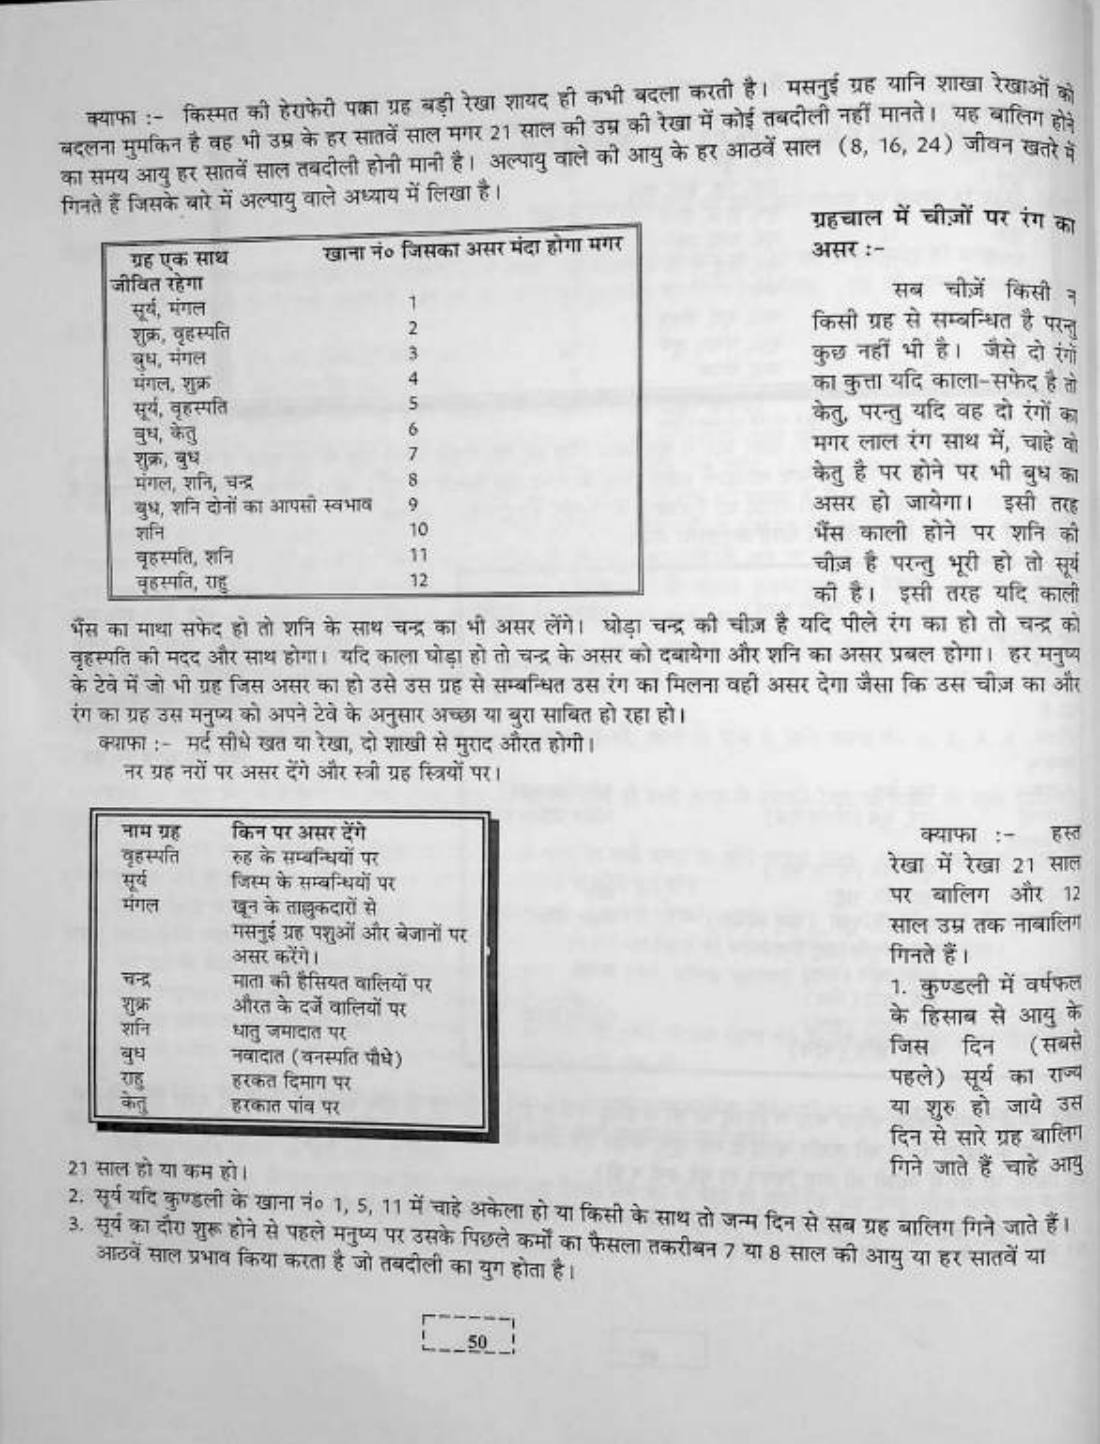 क्याफा :- किस्मत की हेराफेरी पक्का ग्रह बड़ी रेखा शायद ही कभी बदला करती है। मसनुई ग्रह यानि शाखा रेखाओं को
बदलना मुमकिन है वह भी उम्र के हर सातवें साल मगर 21 साल की उम्र की रेखा में कोई तबदीली नहीं मानते। यह बालिग होने
का समय आयु हर सातवें साल तबदीली होनी मानी है। अल्पायु वाले की आयु के हर आठवें साल (8, 16, 24) जीवन खतरे में
गिनते हैं जिसके बारे में अल्पायु वाले अध्याय में लिखा है।
ग्रह एक साथ खाना नं० जिसका असर मंदा होगा मगर
जीवित रहेगा
सूर्य, मंगल 1
शुक्र, वृहस्पति 2
बुध, मंगल 3
मंगल, शुक्र 4
सूर्य, वृहस्पति 5
बुध, केतु 6
शुक्र, बुध 7
मंगल, शनि, चन्द्र 8
बुध, शनि दोनों का आपसी स्वभाव 9
शनि 10
वृहस्पति, शनि 11
वृहस्पति, राहु 12
ग्रहचाल में चीज़ों पर रंग का
असर :-
सब चीज़ें किसी न
किसी ग्रह से सम्बन्धित है परन्तु
कुछ नहीं भी है। जैसे दो रंगों
का कुत्ता यदि काला-सफेद है तो
केतु, परन्तु यदि वह दो रंगों का
मगर लाल रंग साथ में, चाहे वो
केतु है पर होने पर भी बुध का
असर हो जायेगा। इसी तरह
भैंस काली होने पर शनि की
चीज़ है परन्तु भूरी हो तो सूर्य
की है। इसी तरह यदि काली
भैंस का माथा सफेद हो तो शनि के साथ चन्द्र का भी असर लेंगे। घोड़ा चन्द्र की चीज़ है यदि पीले रंग का हो तो चन्द्र को
वृहस्पति की मदद और साथ होगा। यदि काला घोड़ा हो तो चन्द्र के असर को दबायेगा और शनि का असर प्रबल होगा। हर मनुष्य
के टेवे में जो भी ग्रह जिस असर का हो उसे उस ग्रह से सम्बन्धित उस रंग का मिलना वही असर देगा जैसा कि उस चीज़ का और
रंग का ग्रह उस मनुष्य को अपने टेवे के अनुसार अच्छा या बुरा साबित हो रहा हो।
क्याफा :- मर्द सीधे खत या रेखा, दो शाखी से मुराद औरत होगी।
नर ग्रह नरों पर असर देंगे और स्त्री ग्रह स्त्रियों पर।
नाम ग्रह किन पर असर देंगे
वृहस्पति रुह के सम्बन्धियों पर
सूर्य जिस्म के सम्बन्धियों पर
मंगल खून के ताल्लुकदारों से
मसनुई ग्रह पशुओं और बेजानों पर
असर करेंगे।
चन्द्र माता की हैसियत वालियों पर
शुक्र औरत के दर्जे वालियों पर
शनि धातु जमादात पर
बुध नवादात (वनस्पति पौधे)
राहु हरकत दिमाग पर
केतु हरकात पांव पर
क्याफा :- हस्त
रेखा में रेखा 21 साल
पर बालिग और 12
साल उम्र तक नाबालिग
गिनते हैं।
1. कुण्डली में वर्षफल
के हिसाब से आयु के
जिस दिन (सबसे
पहले) सूर्य का राज्य
या शुरु हो जाये उस
दिन से सारे ग्रह बालिग
गिने जाते हैं चाहे आयु
21 साल हो या कम हो।
2. सूर्य यदि कुण्डली के खाना नं० 1, 5, 11 में चाहे अकेला हो या किसी के साथ तो जन्म दिन से सब ग्रह बालिग गिने जाते हैं।
3. सूर्य का दौरा शुरू होने से पहले मनुष्य पर उसके पिछले कर्मों का फैसला तकरीबन 7 या 8 साल की आयु या हर सातवें या
आठवें साल प्रभाव किया करता है जो तबदीली का युग होता है।
50